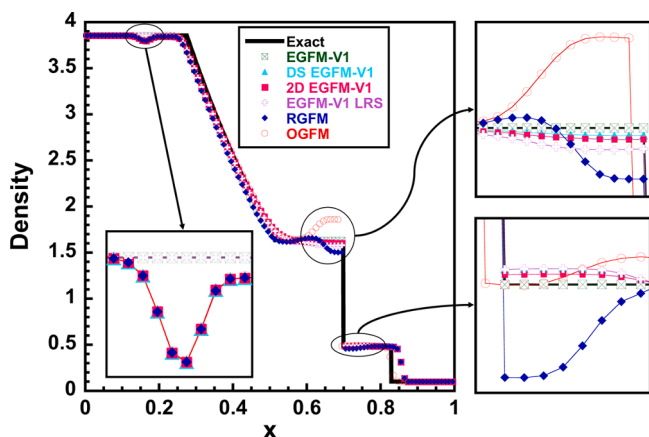 4
3.5
3
2.5
2
1.5
1
0.5
0
Density
Exact
EGFM-V1
DS EGFM-V1
2D EGFM-V1
EGFM-V1 LRS
RGFM
OGFM
0
0.2
0.4
0.6
0.8
1
x